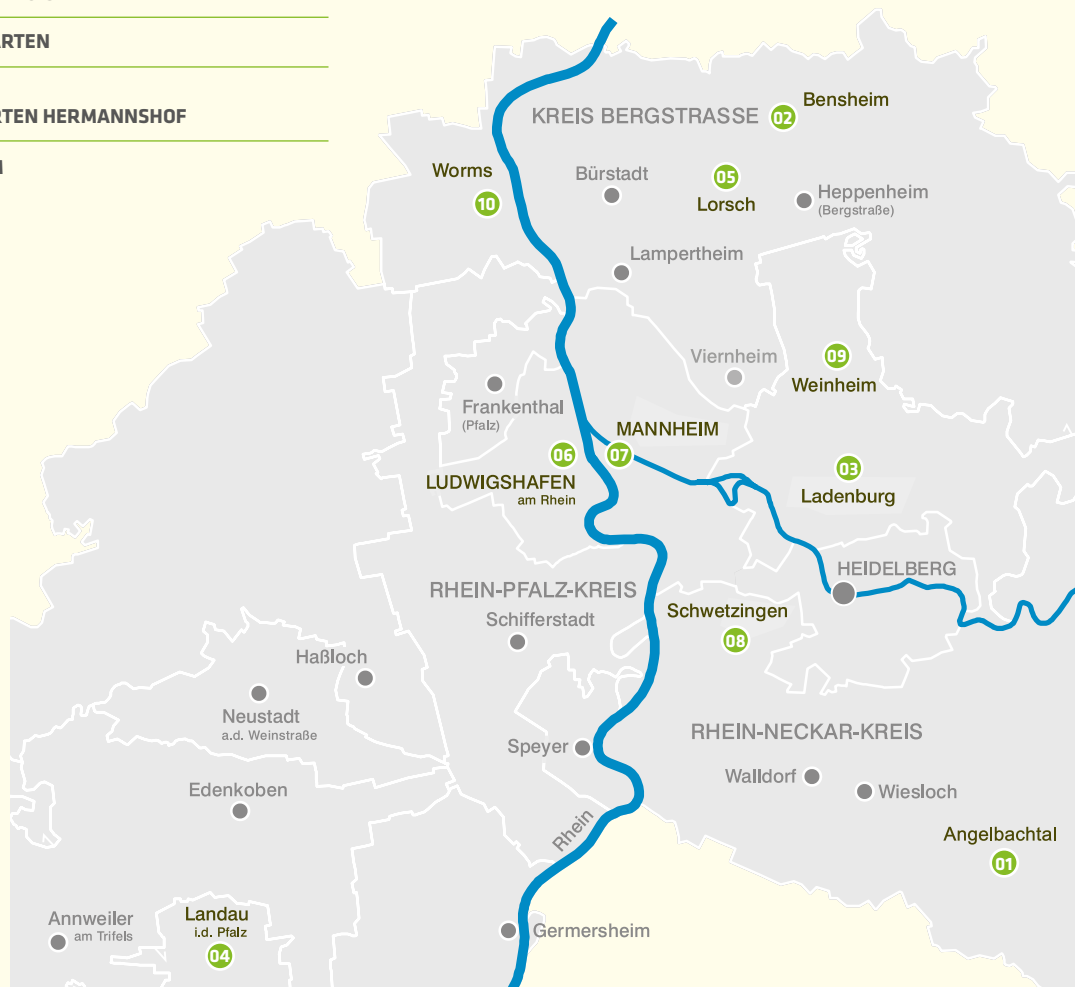 RTEN
RTEN HERMANNSHOF
KREIS BERGSTRASSE
02
Bensheim
Worms
10
Bürstadt
05
Lorsch
Heppenheim
(Bergstraße)
Lampertheim
Viernheim
09
Weinheim
Frankenthal
(Pfalz)
MANNHEIM
06
07
LUDWIGSHAFEN
am Rhein
03
Ladenburg
HEIDELBERG
RHEIN-PFALZ-KREIS
Schifferstadt
Schwetzingen
08
Haßloch
Neustadt
a.d. Weinstraße
Speyer
RHEIN-NECKAR-KREIS
Walldorf
Wiesloch
Edenkoben
Rhein
Angelbachtal
01
Annweiler
am Trifels
Landau
i.d. Pfalz
04
Germersheim